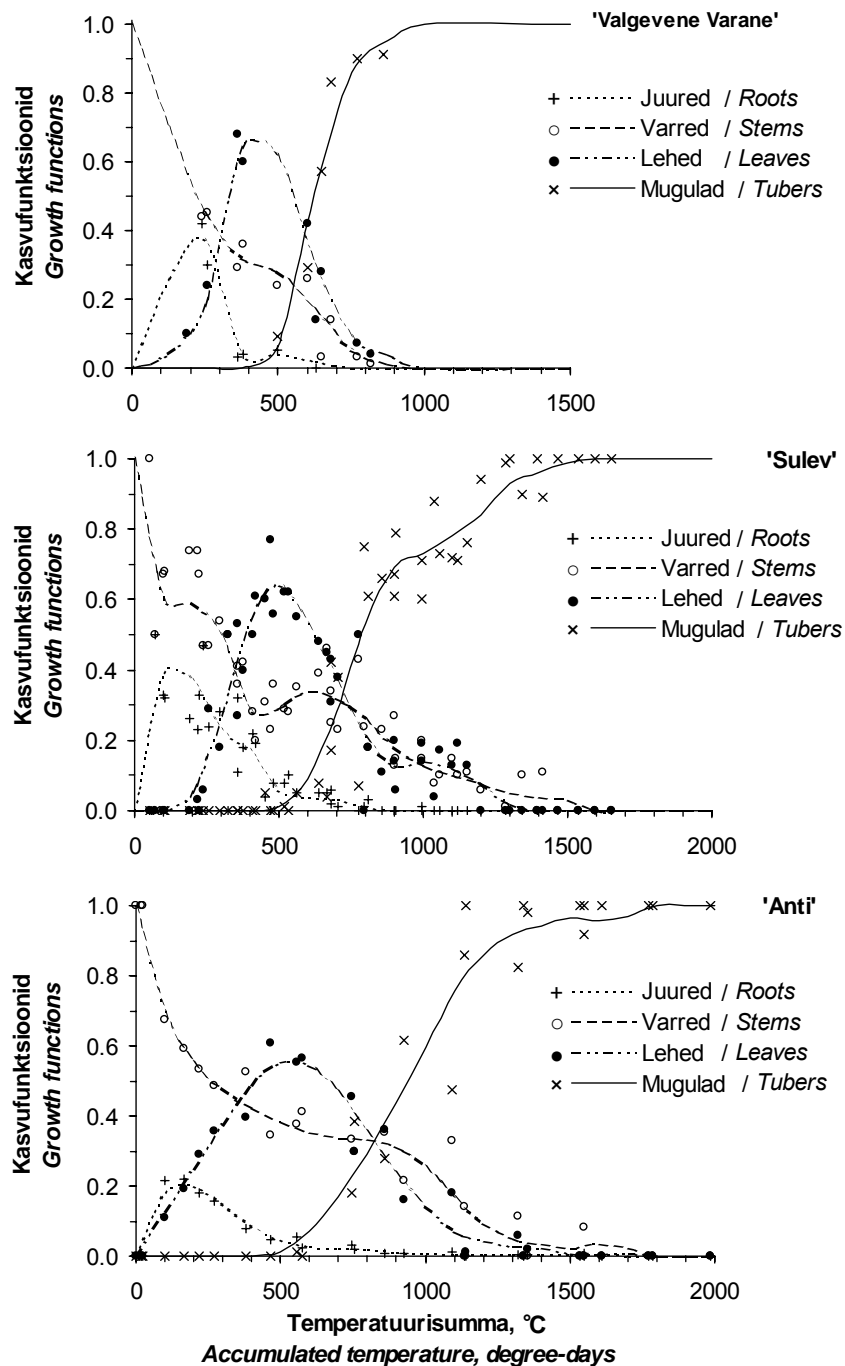 'Valgevene Varane'
Kasvufunktsioonid
Growth functions
1.0
0.8
0.6
0.4
0.2
0.0
0 500 1000 1500
Juured / Roots
Varred / Stems
Lehed / Leaves
Mugulad / Tubers
'Sulev'
Kasvufunktsioonid
Growth functions
1.0
0.8
0.6
0.4
0.2
0.0
0 500 1000 1500 2000
Juured / Roots
Varred / Stems
Lehed / Leaves
Mugulad / Tubers
'Anti'
Kasvufunktsioonid
Growth functions
1.0
0.8
0.6
0.4
0.2
0.0
0 500 1000 1500 2000
Juured / Roots
Varred / Stems
Lehed / Leaves
Mugulad / Tubers
Temperatuurisumma, °C
Accumulated temperature, degree-days